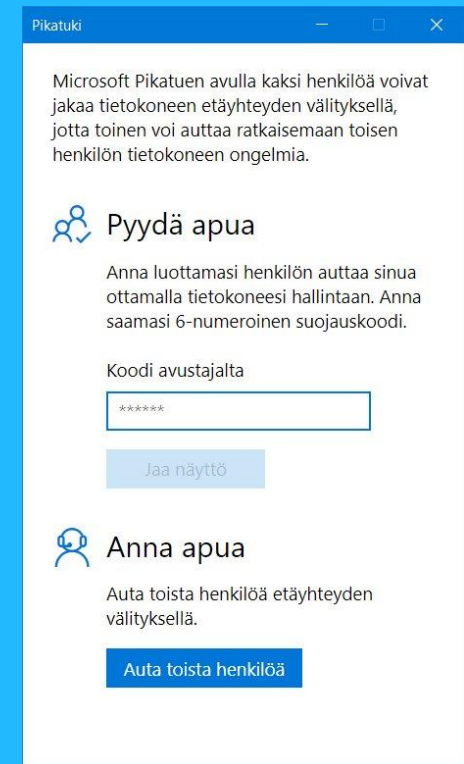 Pikatuki
Microsoft Pikatuen avulla kaksi henkilöä voivat
jakaa tietokoneen etäyhteyden välityksellä,
jotta toinen voi auttaa ratkaisemaan toisen
henkilön tietokoneen ongelmia.
Pyydä apua
Anna luottamasi henkilön auttaa sinua
ottamalla tietokoneesi hallintaan. Anna
saamasi 6-numeroinen suojauskoodi.
Koodi avustajalta
******
Jaa näyttö
Anna apua
Auta toista henkilöä etäyhteyden
välityksellä.
Auta toista henkilöä